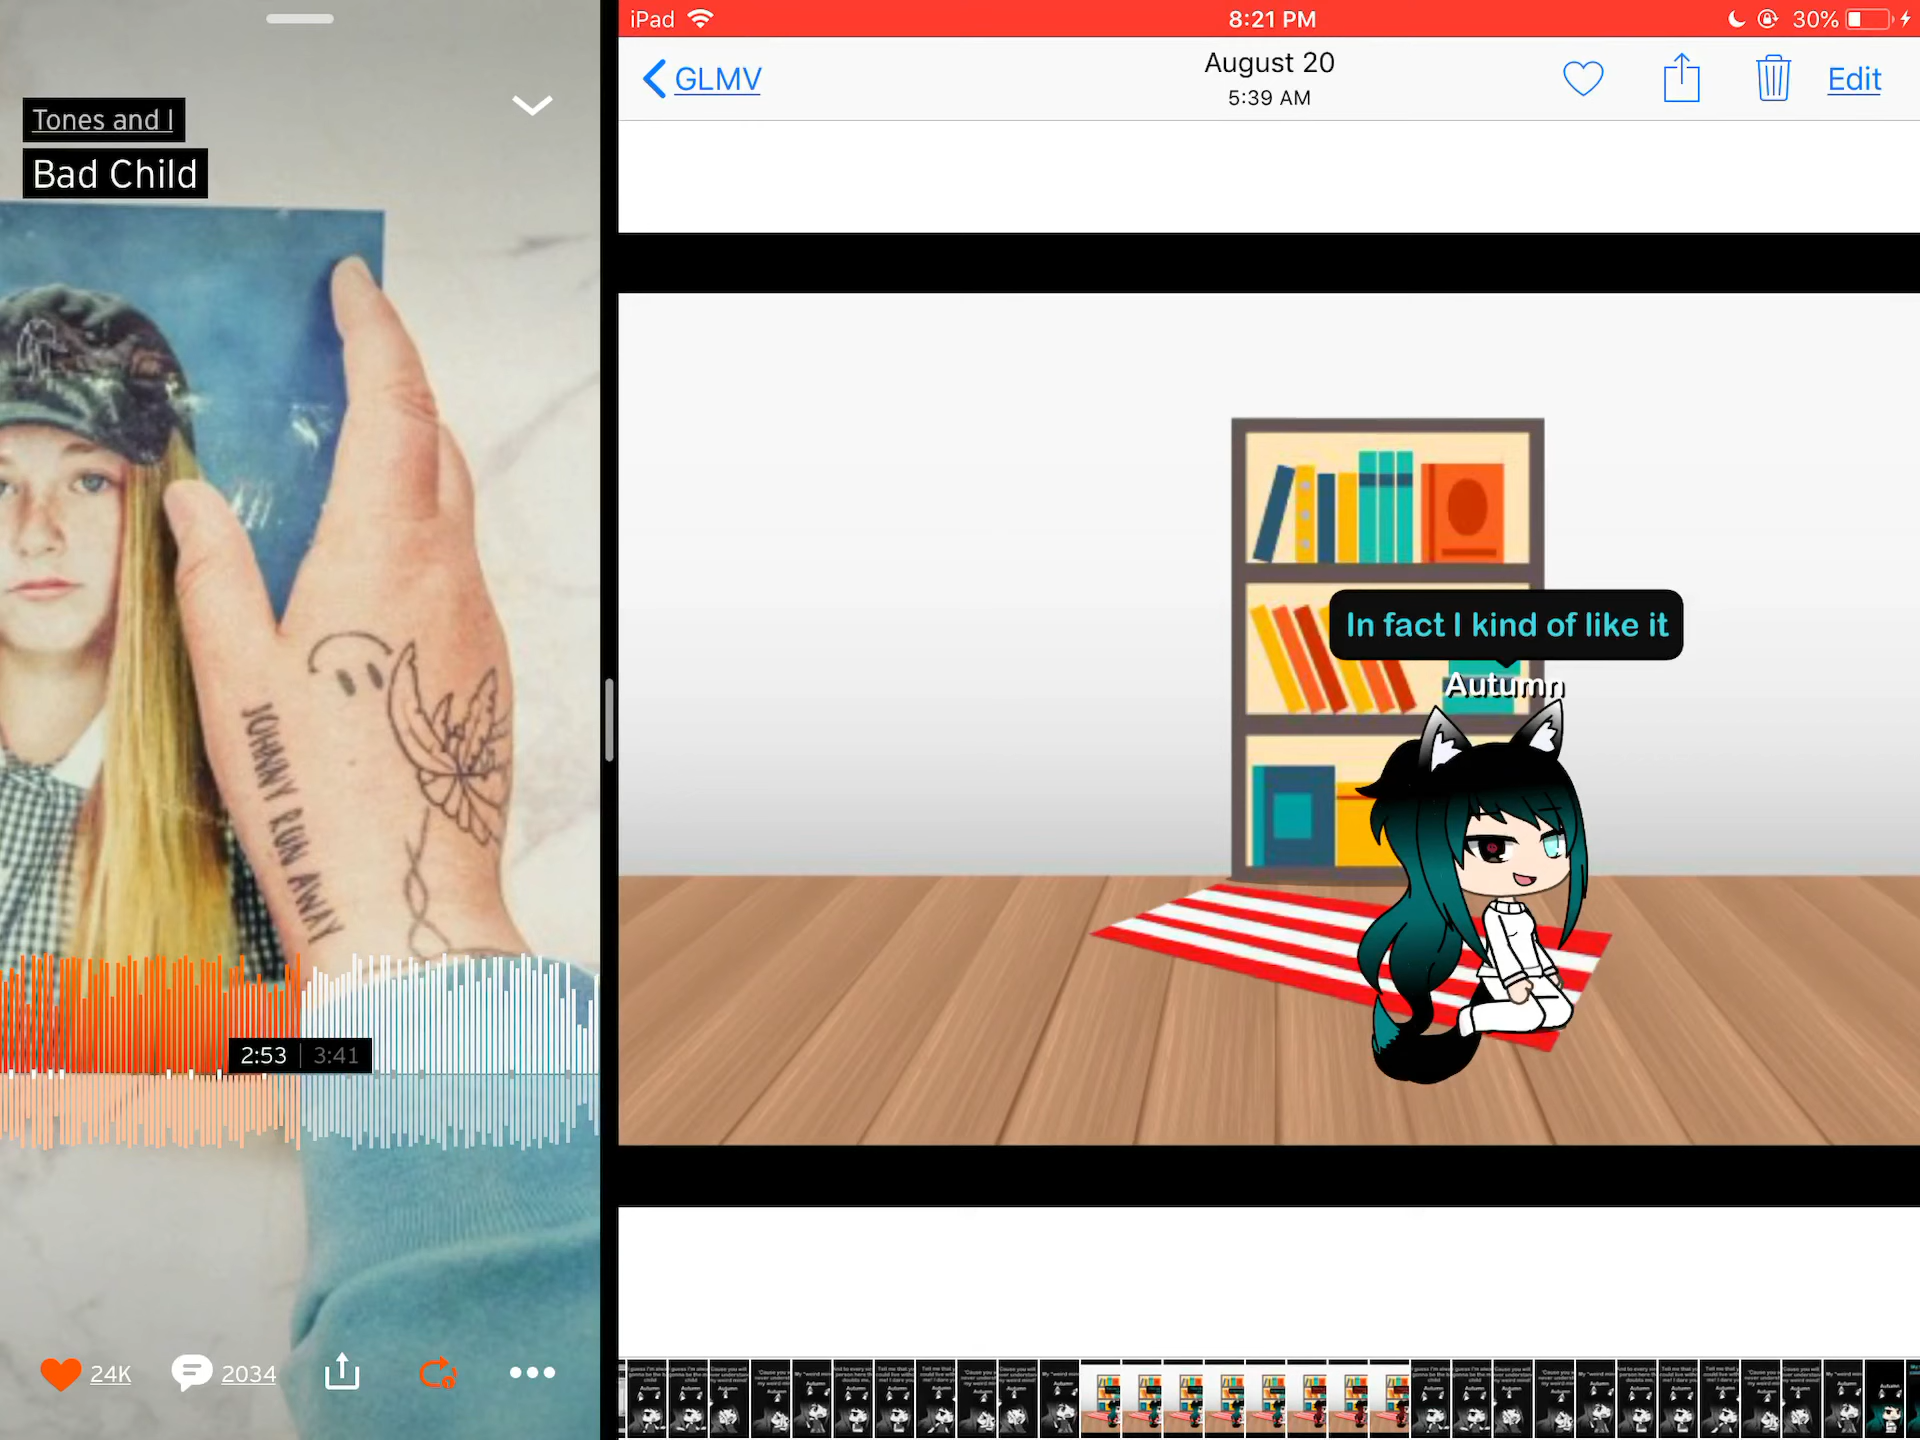 Tones and I
Bad Child
JOHNNY RUN AWAY
2:53 | 3:41
24K
2034
iPad
8:21 PM
30%
GLMV
August 20
5:39 AM
Edit
In fact I kind of like it
Autumn